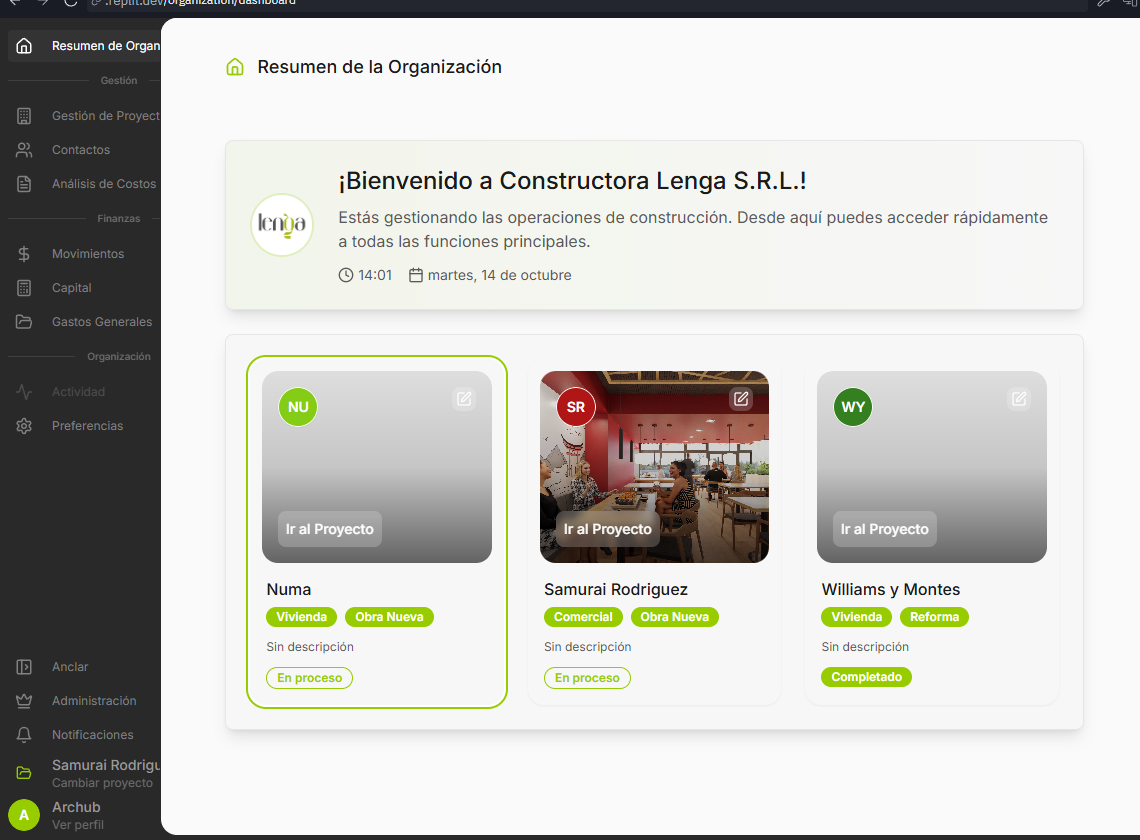 .replit.dev/organization/dashboard
Resumen de Organ
Gestión
Gestión de Proyect
Contactos
Análisis de Costos
Finanzas
Movimientos
Capital
Gastos Generales
Organización
Actividad
Preferencias
Anclar
Administración
Notificaciones
Samurai Rodrigu
Cambiar proyecto
A
Archub
Ver perfil
Resumen de la Organización
lenga
¡Bienvenido a Constructora Lenga S.R.L.!
Estás gestionando las operaciones de construcción. Desde aquí puedes acceder rápidamente
a todas las funciones principales.
14:01 martes, 14 de octubre
NU
Ir al Proyecto
Numa
Vivienda Obra Nueva
Sin descripción
En proceso
SR
Ir al Proyecto
Samurai Rodriguez
Comercial Obra Nueva
Sin descripción
En proceso
WY
Ir al Proyecto
Williams y Montes
Vivienda Reforma
Sin descripción
Completado